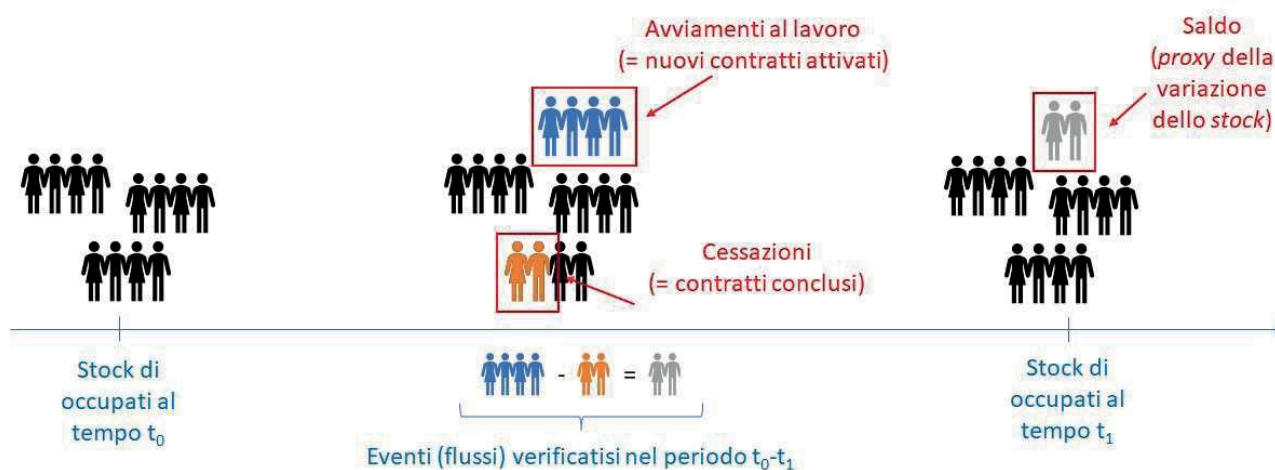 Avviamenti al lavoro
(= nuovi contratti attivati)
Saldo
(proxy della
variazione
dello stock)
Cessazioni
(= contratti conclusi)
Stock di
occupati al
tempo t₀
- =
Eventi (flussi) verificatisi nel periodo t₀-t₁
Stock di
occupati al
tempo t₁